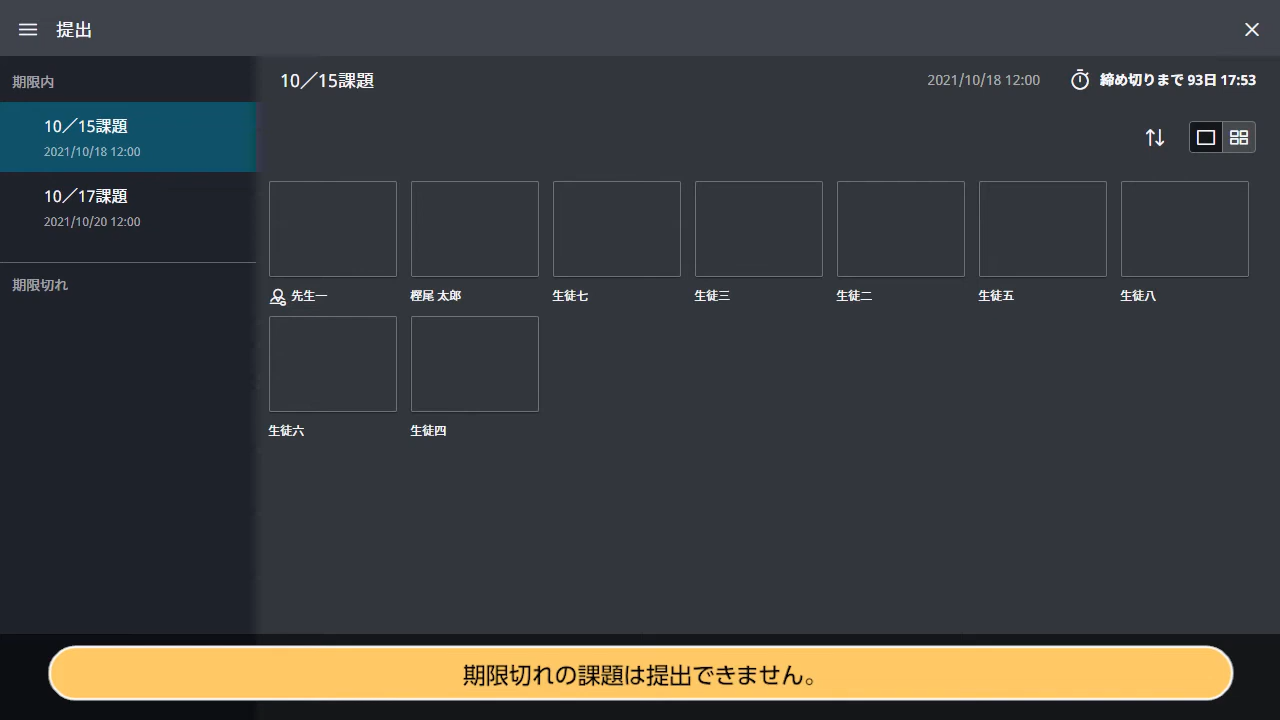 提出
期限内
10／15課題
2021/10/18 12:00
10／17課題
2021/10/20 12:00
期限切れ
10／15課題
2021/10/18 12:00
締め切りまで 93日 17:53
先生一
樫尾 太郎
生徒七
生徒三
生徒二
生徒五
生徒八
生徒六
生徒四
期限切れの課題は提出できません。